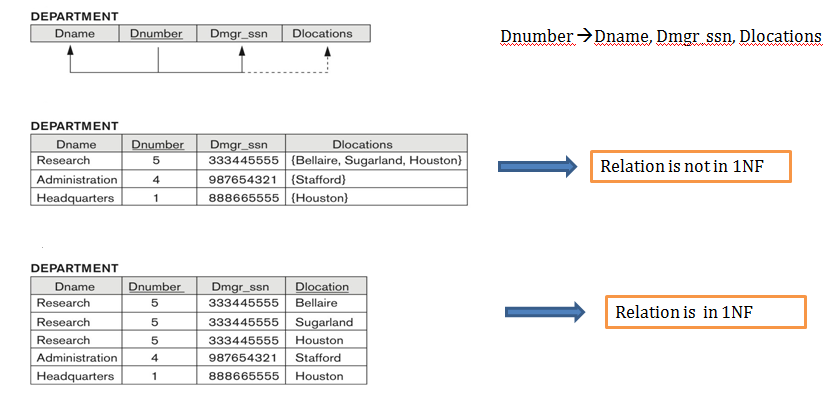 DEPARTMENT
Dname Dnumber Dmgr_ssn Dlocations
Dnumber → Dname, Dmgr_ssn, Dlocations
DEPARTMENT
Dname Dnumber Dmgr_ssn Dlocations
Research 5 333445555 {Bellaire, Sugarland, Houston}
Administration 4 987654321 {Stafford}
Headquarters 1 888665555 {Houston}
Relation is not in 1NF
DEPARTMENT
Dname Dnumber Dmgr_ssn Dlocation
Research 5 333445555 Bellaire
Research 5 333445555 Sugarland
Research 5 333445555 Houston
Administration 4 987654321 Stafford
Headquarters 1 888665555 Houston
Relation is in 1NF